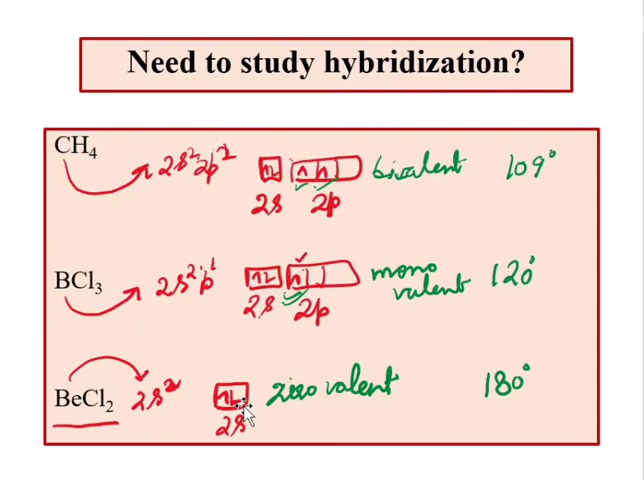 Need to study hybridization?
CH₄ 2s² 2p² 2s 2p bivalent 109°
BCl₃ 2s² p¹ 2s 2p mono valent 120°
BeCl₂ 2s² 2s zero valent 180°